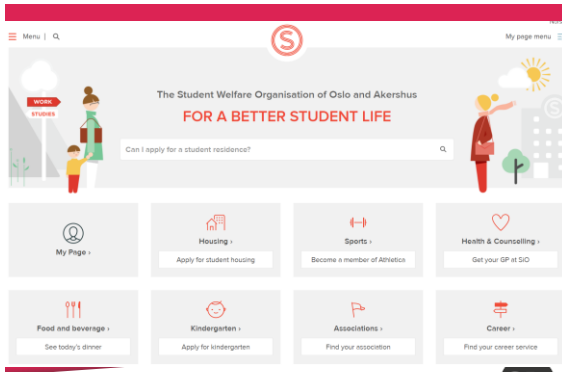 Menu |
S
My page menu
WORK
STUDIES
The Student Welfare Organisation of Oslo and Akershus
FOR A BETTER STUDENT LIFE
Can I apply for a student residence?
My Page ›
Housing ›
Apply for student housing
Sports ›
Become a member of Athletica
Health & Counselling ›
Get your GP at SiO
Food and beverage ›
See today's dinner
Kindergarten ›
Apply for kindergarten
Associations ›
Find your association
Career ›
Find your career service